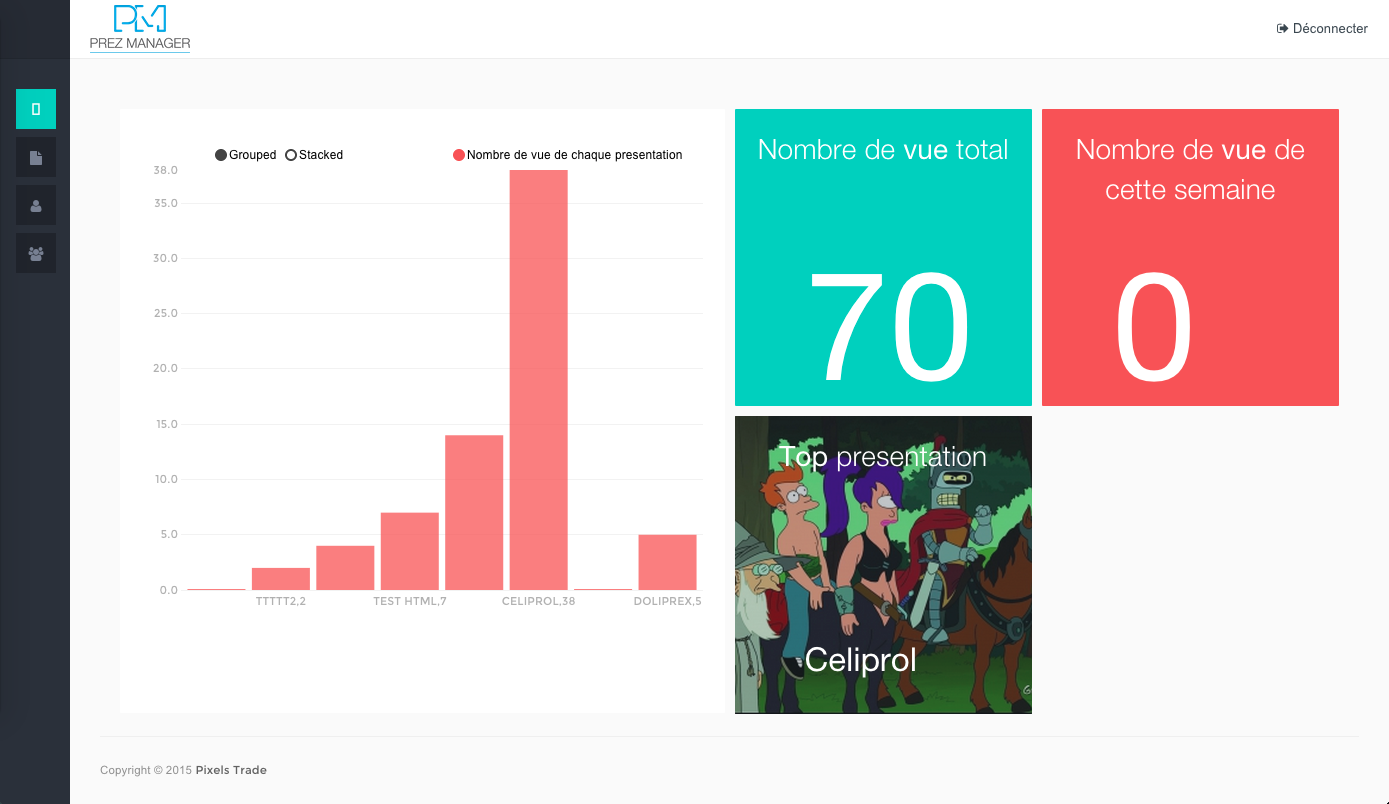 PM
PREZ MANAGER
Déconnecter
Grouped Stacked Nombre de vue de chaque presentation
38.0
35.0
30.0
25.0
20.0
15.0
10.0
5.0
0.0
TTTTT2,2 TEST HTML,7 CELIPROL,38 DOLIPREX,5
Nombre de vue total
70
Nombre de vue de
cette semaine
0
Top presentation
Celiprol
Copyright © 2015 Pixels Trade